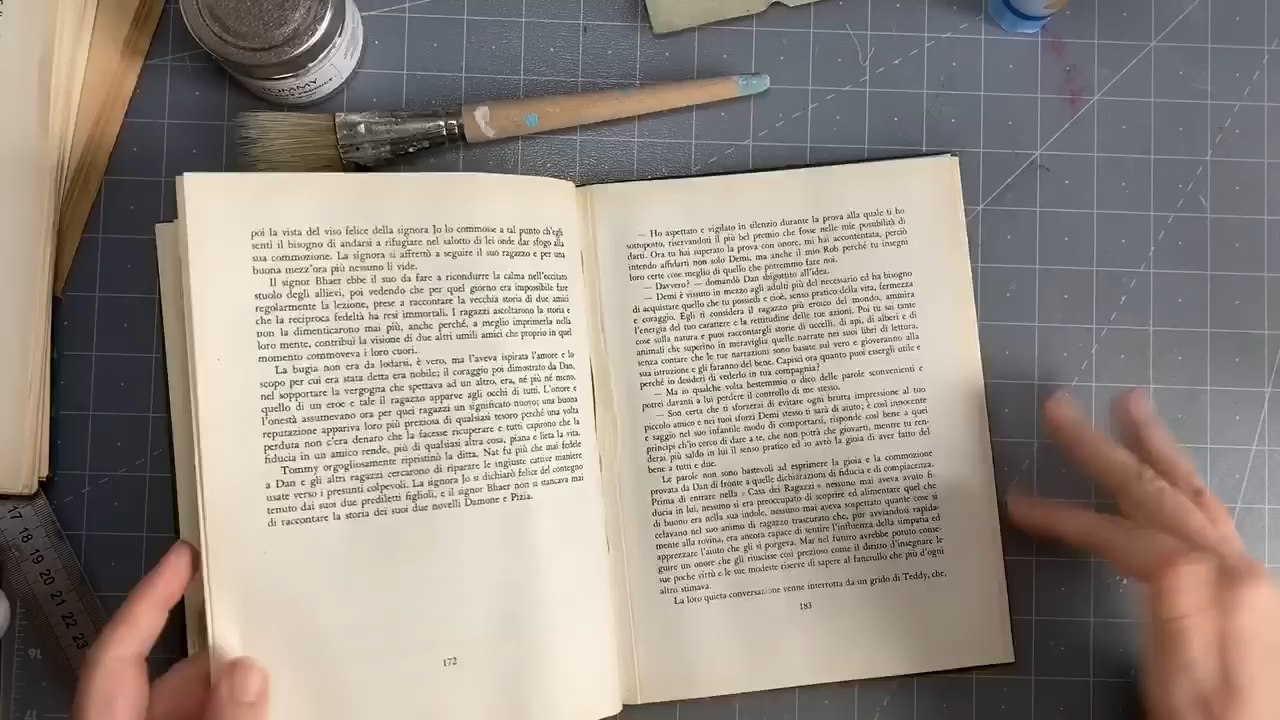 TOMMY
poi la vista del viso felice della signora Jo lo commosse a tal punto ch'egli
sentì il bisogno di andarsi a rifugiare nel salotto di lei onde dar sfogo alla
sua commozione. La signora si affrettò a seguire il suo ragazzo e per una
buona mezz'ora più nessuno li vide.
Il signor Bhaer ebbe il suo da fare a ricondurre la calma nell'eccitato
stuolo degli allievi, poi vedendo che per quel giorno era impossibile fare
regolarmente la lezione, prese a raccontare la vecchia storia di due amici
che la reciproca fedeltà ha resi immortali. I ragazzi ascoltarono la storia e
non la dimenticarono mai più, anche perché, a meglio imprimerla nella
loro mente, contribuì la visione di due altri umili amici che proprio in quel
momento commoveva i loro cuori.
La bugia non era da lodarsi, è vero, ma l'aveva ispirata l'amore e lo
scopo per cui era stata detta era nobile; il coraggio poi dimostrato da Dan,
nel sopportare la vergogna che spettava ad un altro, era, né più né meno,
quello di un eroe e tale il ragazzo apparve agli occhi di tutti. L'onore e
l'onestà assumevano ora per quei ragazzi un significato nuovo; una buona
reputazione appariva loro più preziosa di qualsiasi tesoro perché una volta
perduta non c'era denaro che la facesse ricuperare e tutti capirono che la
fiducia in un amico rende, più di qualsiasi altra cosa, piana e lieta la vita.
Tommy orgogliosamente ripristinò la ditta. Nat fu più che mai fedele
a Dan e gli altri ragazzi cercarono di riparare le ingiuste cattive maniere
usate verso i presunti colpevoli. La signora Jo si dichiarò felice del contegno
tenuto dai suoi due prediletti figlioli, e il signor Bhaer non si stancava mai
di raccontare la storia dei suoi due novelli Damone e Pizia.
172
— Ho aspettato e vigilato in silenzio durante la prova alla quale ti ho
sottoposto, riservandoti il più bel premio che fosse nelle mie possibilità di
darti. Ora tu hai superato la prova con onore, mi hai accontentata, perciò
intendo affidarti non solo Demi, ma anche il mio Rob perché tu insegni
loro certe cose meglio di quello che potremmo fare noi.
— Davvero? — domandò Dan sbigottito all'idea.
— Demi è vissuto in mezzo agli adulti più del necessario ed ha bisogno
di acquistare quello che tu possiedi e cioè, senso pratico della vita, fermezza
e coraggio. Egli ti considera il ragazzo più eroico del mondo, ammira
l'energia del tuo carattere e la rettitudine delle tue azioni. Poi tu sai tante
cose sulla natura e puoi raccontargli storie di uccelli, di api, di alberi e di
animali che superino in meraviglia quelle narrate nei suoi libri di lettura,
senza contare che le tue narrazioni sono basate sul vero e gioveranno alla
sua istruzione e gli faranno del bene. Capisci ora quanto puoi essergli utile e
perché io desideri di vederlo in tua compagnia?
— Ma io qualche volta bestemmio o dico delle parole sconvenienti e
potrei davanti a lui perdere il controllo di me stesso.
— Son certa che ti sforzerai di evitare ogni brutta impressione al tuo
piccolo amico e nei tuoi sforzi Demi stesso ti sarà di aiuto; è così innocente
e saggio nel suo infantile modo di comportarsi, risponde così bene a quei
principi ch'io cerco di dare a te, che non potrà che giovarti, mentre tu ren-
derai più saldo in lui il senso pratico ed io avrò la gioia di aver fatto del
bene a tutti e due.
Le parole non sono bastevoli ad esprimere la gioia e la commozione
provata da Dan di fronte a quelle dichiarazioni di fiducia e di compiacenza.
Prima di entrare nella « Casa dei Ragazzi » nessuno mai aveva avuto fi-
ducia in lui, nessuno si era preoccupato di scoprire ed alimentare quel che
di buono era nella sua indole, nessuno mai aveva sospettato quante cose si
celavano nel suo animo di ragazzo trascurato che, pur avviandosi rapida-
mente alla rovina, era ancora capace di sentire l'influenza della simpatia ed
apprezzare l'aiuto che gli si porgeva. Mai nel futuro avrebbe potuto conse-
guire un onore che gli riuscisse così prezioso come il diritto d'insegnare le
sue poche virtù e le sue modeste riserve di sapere al fanciullo che più d'ogni
altro stimava.
La loro quieta conversazione venne interrotta da un grido di Teddy, che,
183
17 18 19 20 21 22 23
16